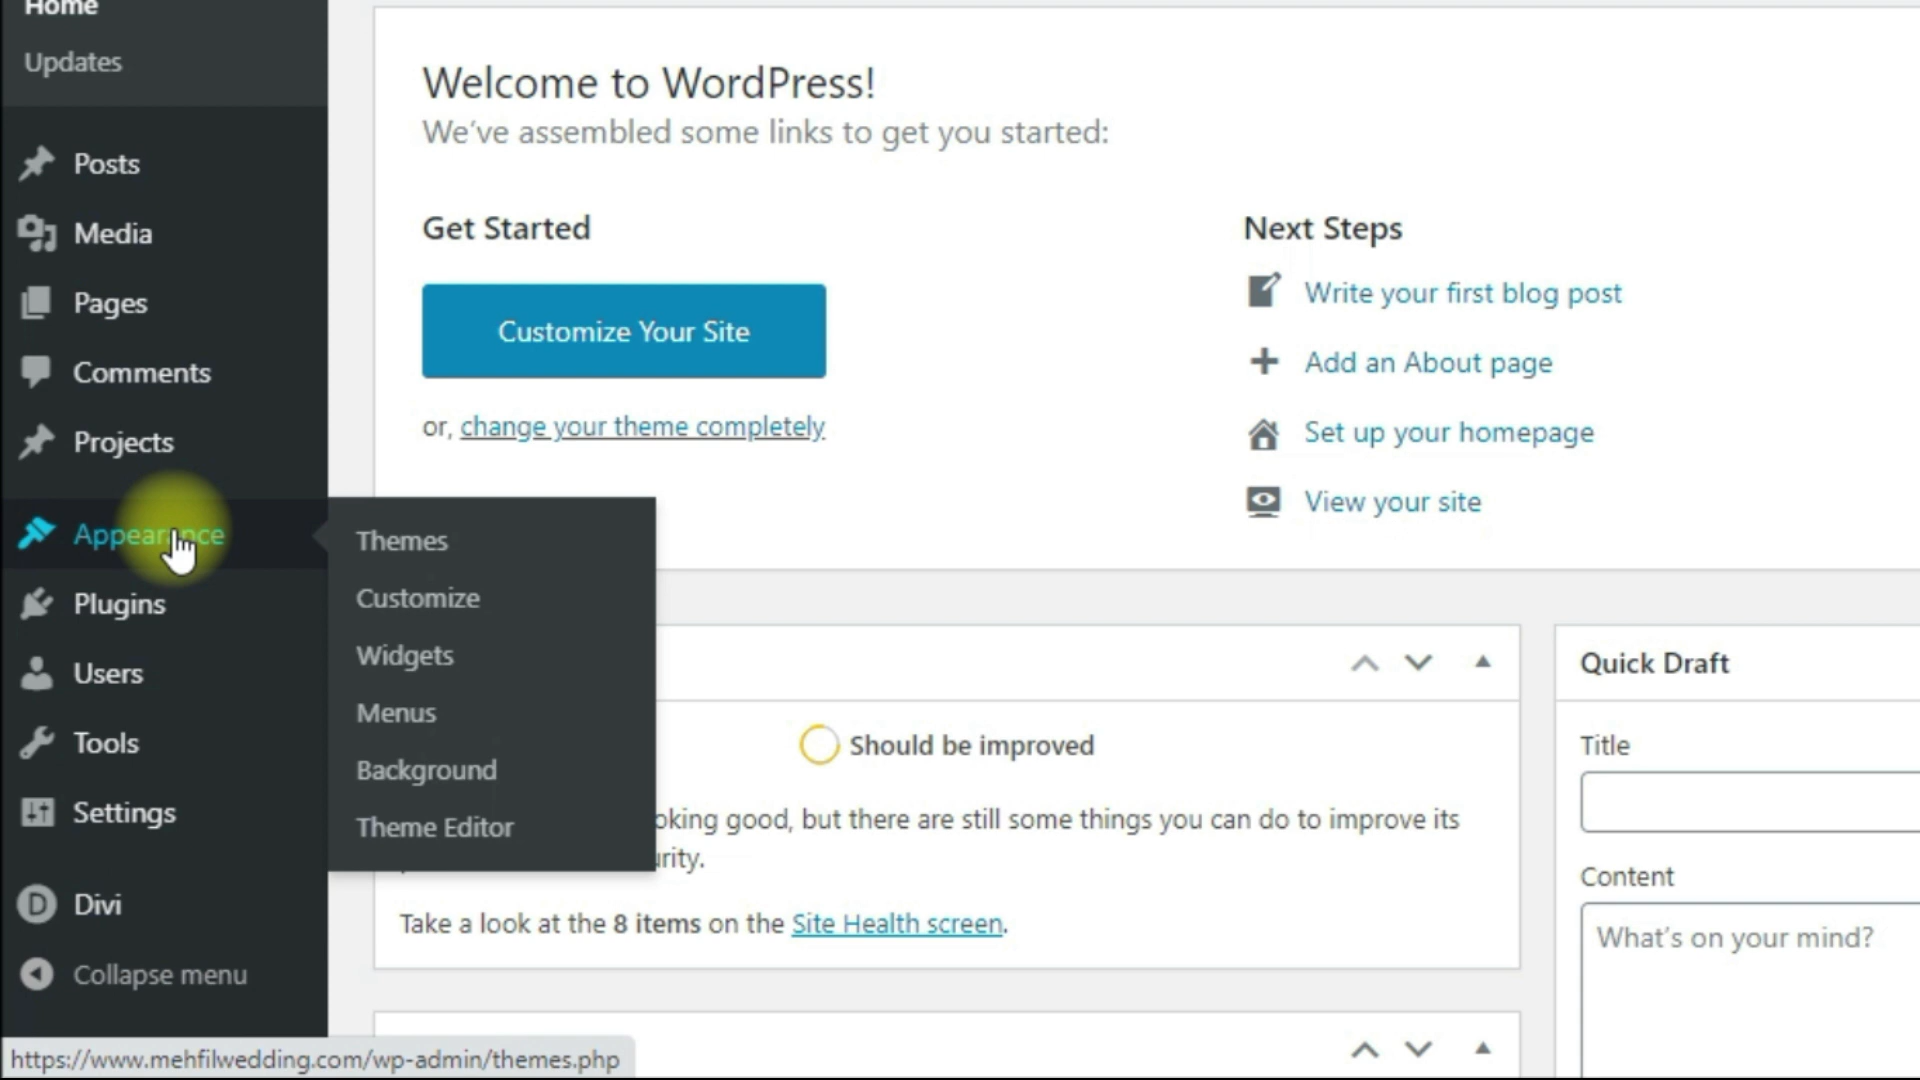 Home
Updates
Posts
Media
Pages
Comments
Projects
Appearance
Plugins
Users
Tools
Settings
Divi
Collapse menu
Themes
Customize
Widgets
Menus
Background
Theme Editor
Welcome to WordPress!
We've assembled some links to get you started:
Get Started
Customize Your Site
or, change your theme completely
Next Steps
Write your first blog post
Add an About page
Set up your homepage
View your site
Should be improved
good, but there are still some things you can do to improve its
Take a look at the 8 items on the Site Health screen.
Quick Draft
Title
Content
What's on your mind?
https://www.mehfilwedding.com/wp-admin/themes.php